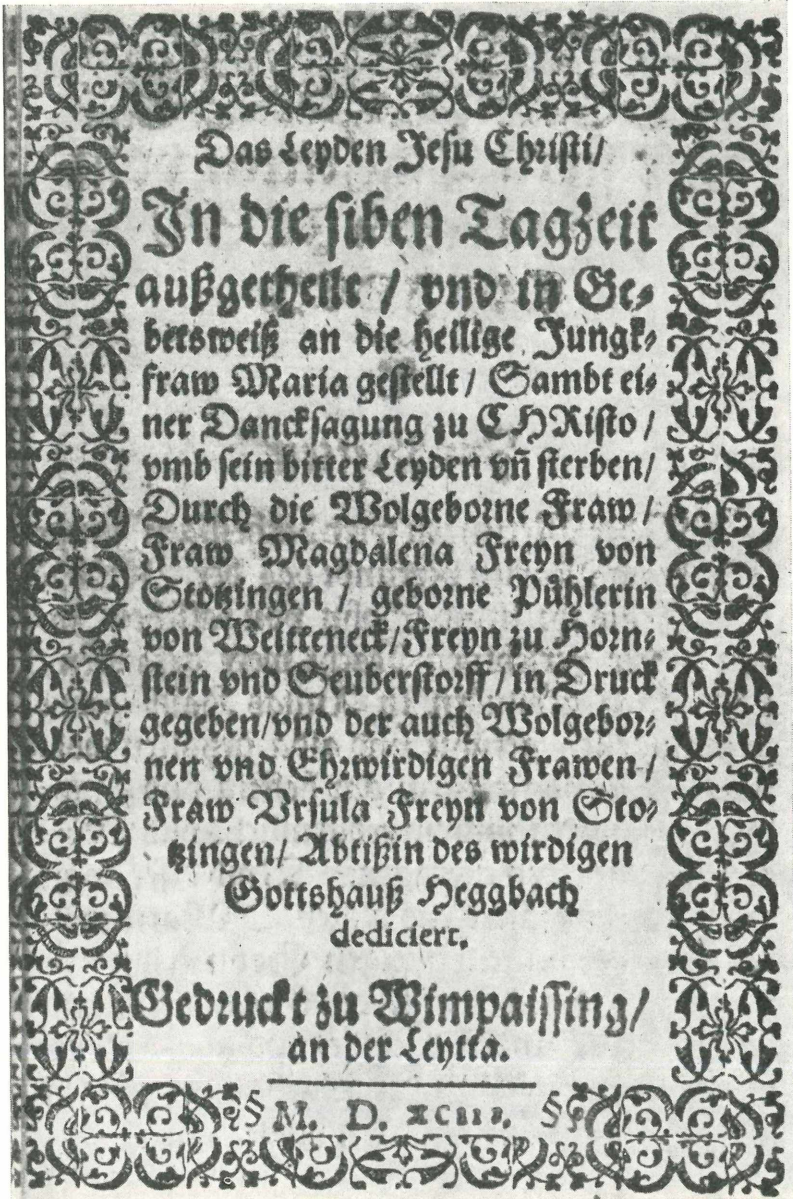 Das Leyden Jesu Christi/
In die siben Tagzeit
außgetheilt / vnd in Ge-
betsweiß an die heilige Jungk-
fraw Maria gestellt / Sambt ei-
ner Dancksagung zu CHRisto /
vmb sein bitter Leyden vñ sterben/
Durch die Wolgeborne Fraw /
Fraw Magdalena Freyn von
Stotzingen / geborne Pühlerin
von Weitteneck/Freyn zu Horn-
stein vnd Seuberstorff / in Druck
gegeben/vnd der auch Wolgebor-
nen vnd Ehrwirdigen Frawen /
Fraw Vrsula Freyn von Sto-
tzingen/ Abtißin des wirdigen
Gottshauß Heggbach
dediciert.
Gedruckt zu Wimpaissing/
an der Leytta.
§ M. D. XCIII. §